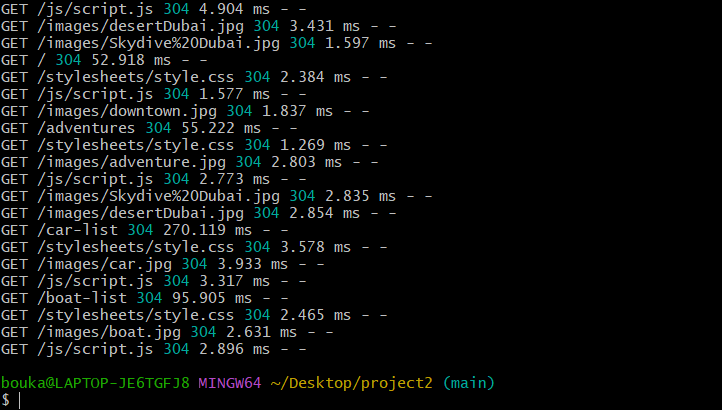 GET /js/script.js 304 4.904 ms - -
GET /images/desertDubai.jpg 304 3.431 ms - -
GET /images/Skydive%20Dubai.jpg 304 1.597 ms - -
GET / 304 52.918 ms - -
GET /stylesheets/style.css 304 2.384 ms - -
GET /js/script.js 304 1.577 ms - -
GET /images/downtown.jpg 304 1.837 ms - -
GET /adventures 304 55.222 ms - -
GET /stylesheets/style.css 304 1.269 ms - -
GET /images/adventure.jpg 304 2.803 ms - -
GET /js/script.js 304 2.773 ms - -
GET /images/Skydive%20Dubai.jpg 304 2.835 ms - -
GET /images/desertDubai.jpg 304 2.854 ms - -
GET /car-list 304 270.119 ms - -
GET /stylesheets/style.css 304 3.578 ms - -
GET /images/car.jpg 304 3.933 ms - -
GET /js/script.js 304 3.317 ms - -
GET /boat-list 304 95.905 ms - -
GET /stylesheets/style.css 304 2.465 ms - -
GET /images/boat.jpg 304 2.631 ms - -
GET /js/script.js 304 2.896 ms - -
bouka@LAPTOP-JE6TGFJ8 MINGW64 ~/Desktop/project2 (main)
$